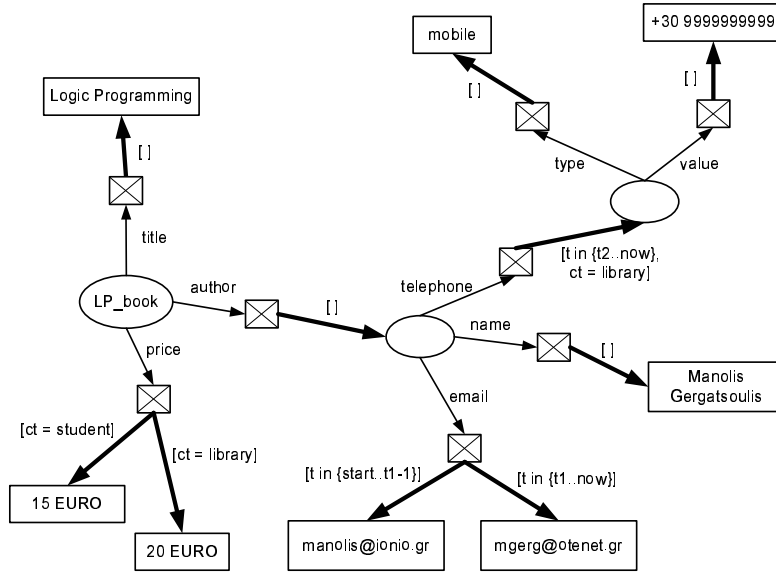 mobile
+30 9999999999
[ ]
[ ]
Logic Programming
[ ]
type
value
title
[t in {t2..now},
ct = library]
telephone
author
LP_book
[ ]
name
[ ]
price
Manolis
Gergatsoulis
email
[ct = student]
[ct = library]
[t in {start..t1-1}]
[t in {t1..now}]
15 EURO
20 EURO
manolis@ionio.gr
mgerg@otenet.gr